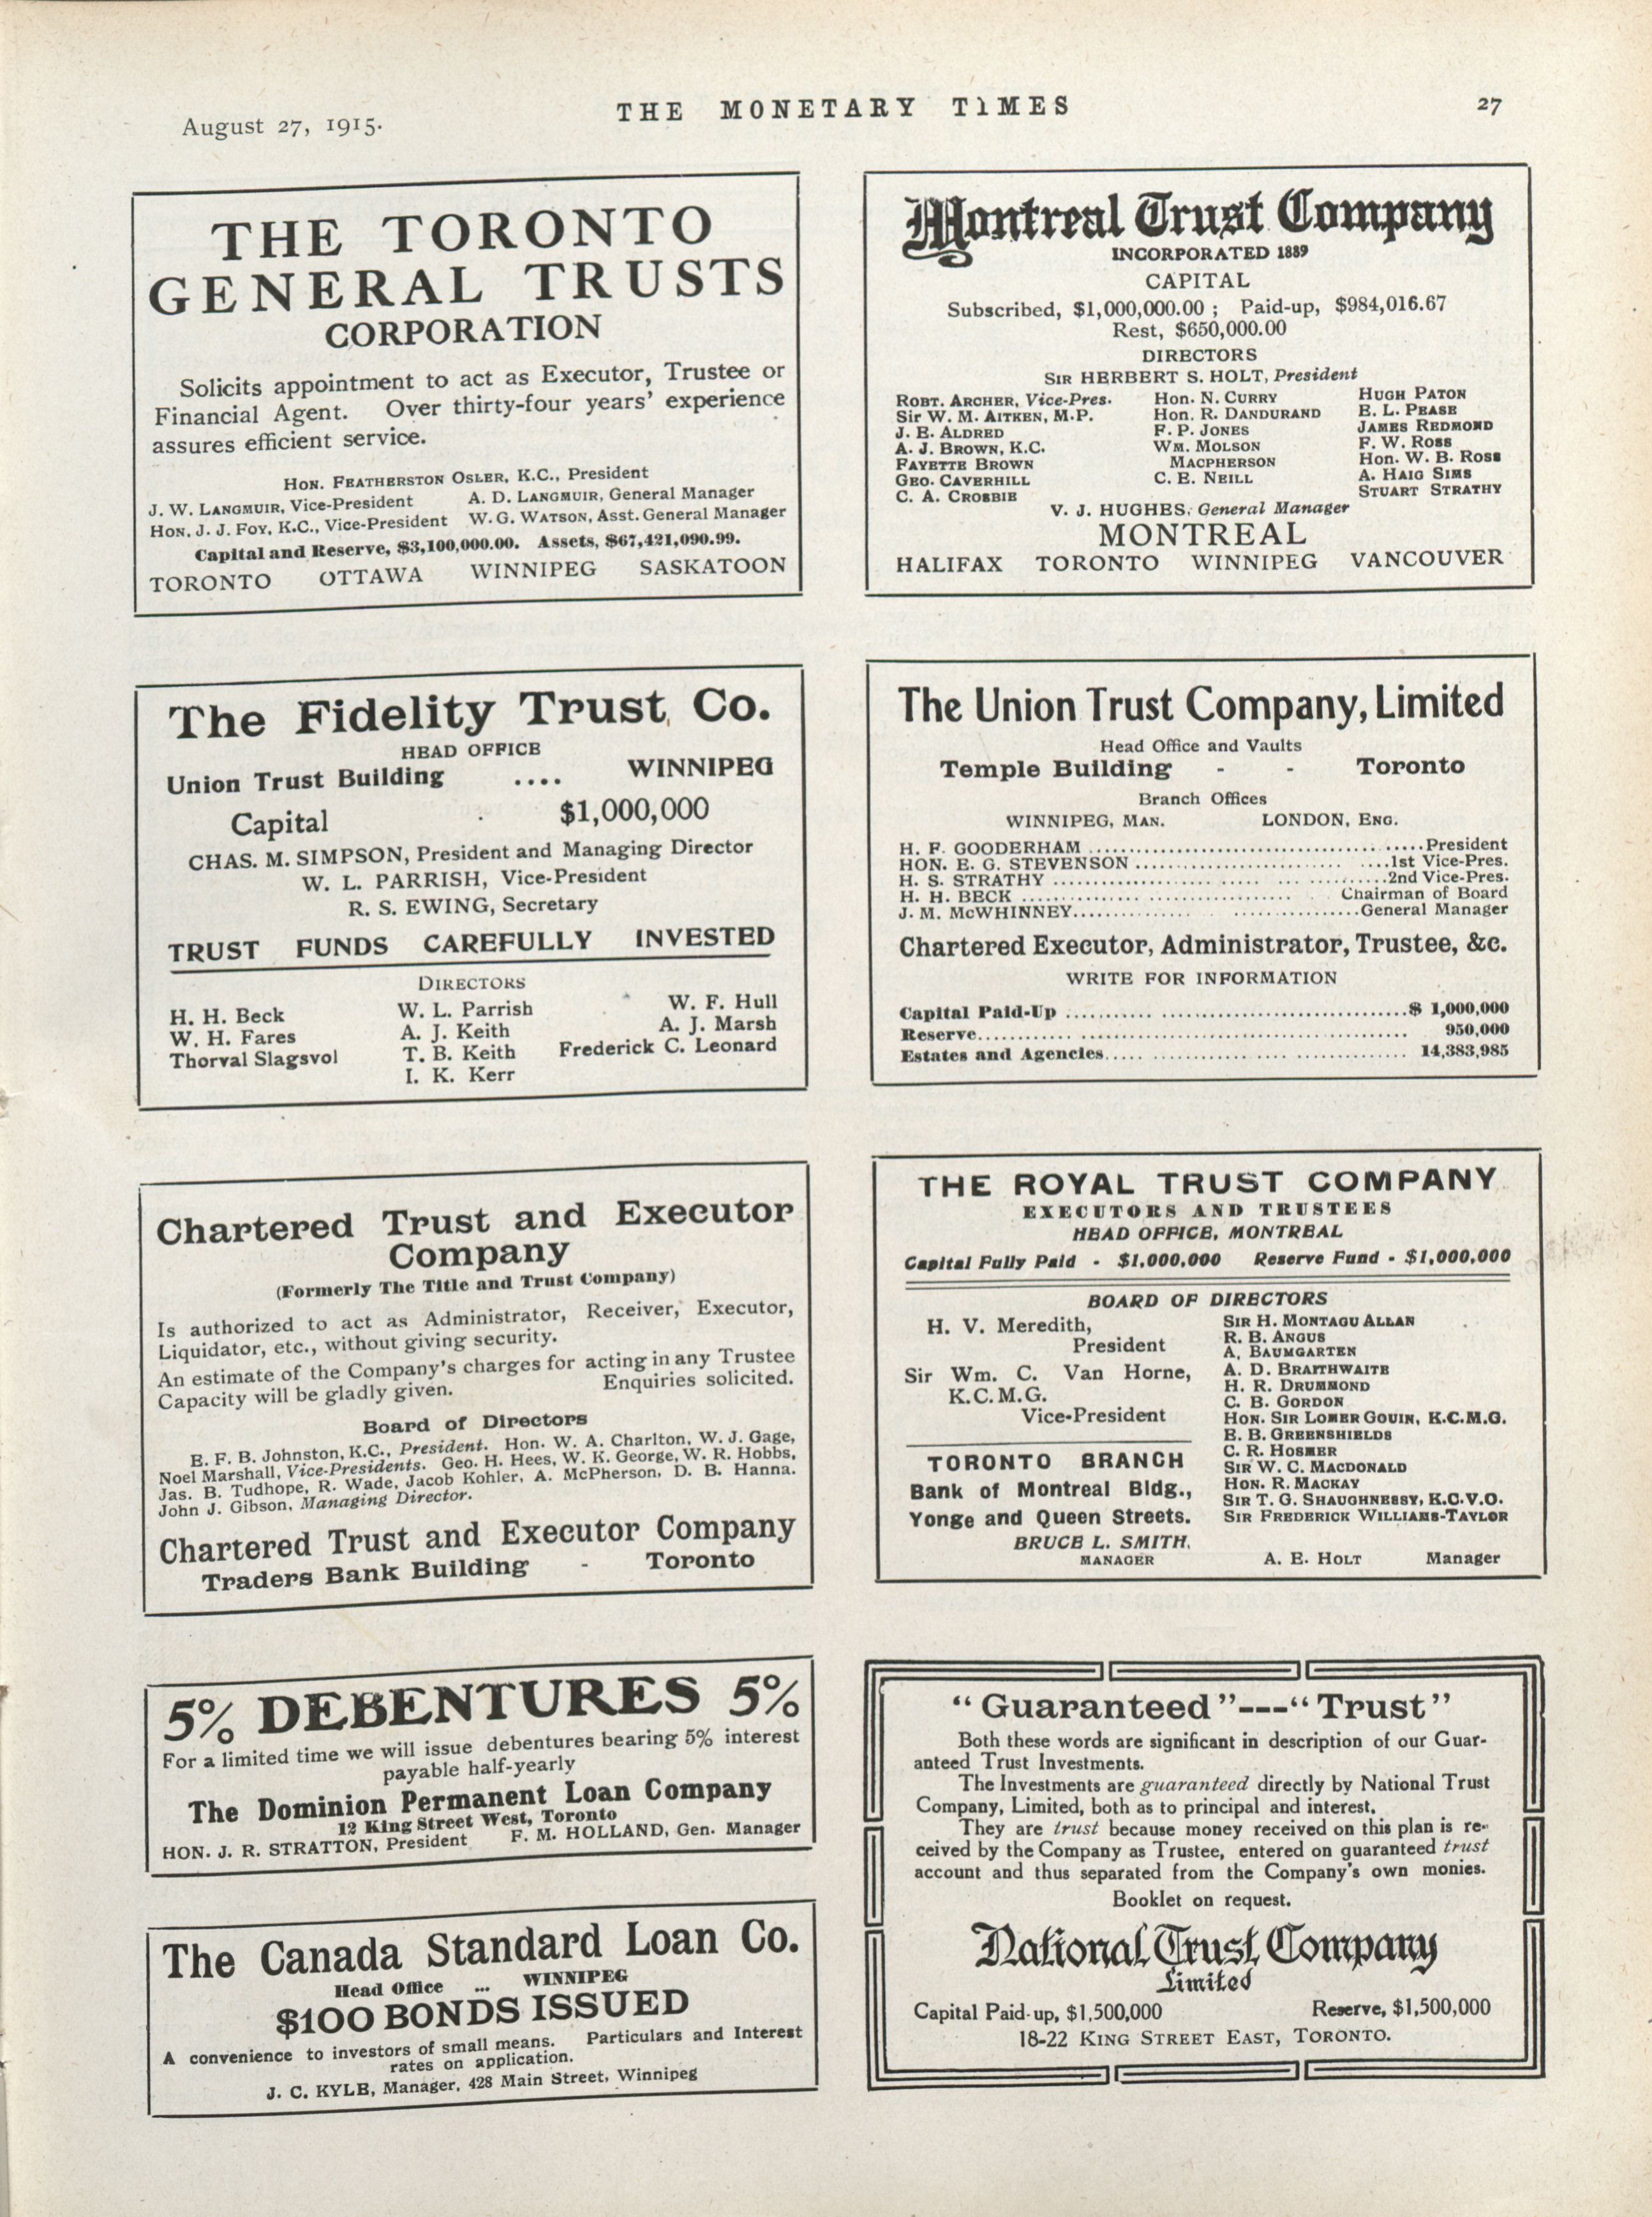 August 27, 1915.
THE MONETARY TIMES
27
THE TORONTO
GENERAL TRUSTS
CORPORATION
Solicits appointment to act as Executor, Trustee or
Financial Agent. Over thirty-four years' experience
assures efficient service.
HON. FEATHERSTON OSLER, K.C., President
J. W. LANGMUIR, Vice-President A. D. LANGMUIR, General Manager
HON. J. J. FOY, K.C., Vice-President W. G. WATSON, Asst. General Manager
Capital and Reserve, $3,100,000.00. Assets, $67,421,090.99.
TORONTO OTTAWA WINNIPEG SASKATOON
The Fidelity Trust Co.
HEAD OFFICE
Union Trust Building .... WINNIPEG
Capital . $1,000,000
CHAS. M. SIMPSON, President and Managing Director
W. L. PARRISH, Vice-President
R. S. EWING, Secretary
TRUST FUNDS CAREFULLY INVESTED
DIRECTORS
H. H. Beck W. L. Parrish W. F. Hull
W. H. Fares A. J. Keith A. J. Marsh
Thorval Slagsvol T. B. Keith Frederick C. Leonard
I. K. Kerr
Chartered Trust and Executor
Company
(Formerly The Title and Trust Company)
Is authorized to act as Administrator, Receiver, Executor,
Liquidator, etc., without giving security.
An estimate of the Company's charges for acting in any Trustee
Capacity will be gladly given. Enquiries solicited.
Board of Directors
E. F. B. Johnston, K.C., President. Hon. W. A. Charlton, W. J. Gage,
Noel Marshall, Vice-Presidents. Geo. H. Hees, W. K. George, W. R. Hobbs,
Jas. B. Tudhope, R. Wade, Jacob Kohler, A. McPherson, D. B. Hanna.
John J. Gibson, Managing Director.
Chartered Trust and Executor Company
Traders Bank Building - Toronto
5% DEBENTURES 5%
For a limited time we will issue debentures bearing 5% interest
payable half-yearly
The Dominion Permanent Loan Company
12 King Street West, Toronto
HON. J. R. STRATTON, President F. M. HOLLAND, Gen. Manager
The Canada Standard Loan Co.
Head Office ... WINNIPEG
$100 BONDS ISSUED
A convenience to investors of small means. Particulars and Interest
rates on application.
J. C. KYLE, Manager, 428 Main Street, Winnipeg
Montreal Trust Company
INCORPORATED 1889
CAPITAL
Subscribed, $1,000,000.00 ; Paid-up, $984,016.67
Rest, $650,000.00
DIRECTORS
SIR HERBERT S. HOLT, President
ROBT. ARCHER, Vice-Pres. Hon. N. CURRY HUGH PATON
Sir W. M. AITKEN, M.P. Hon. R. DANDURAND E. L. PEASE
J. E. ALDRED F. P. JONES JAMES REDMOND
A. J. BROWN, K.C. WM. MOLSON F. W. ROSS
FAYETTE BROWN MACPHERSON Hon. W. B. ROSS
GEO. CAVERHILL C. E. NEILL A. HAIG SIMS
C. A. CROSBIE STUART STRATHY
V. J. HUGHES, General Manager
MONTREAL
HALIFAX TORONTO WINNIPEG VANCOUVER
The Union Trust Company, Limited
Head Office and Vaults
Temple Building - - Toronto
Branch Offices
WINNIPEG, MAN. LONDON, ENG.
H. F. GOODERHAM ........ President
HON. E. G. STEVENSON ........ 1st Vice-Pres.
H. S. STRATHY ........ 2nd Vice-Pres.
H. H. BECK ........ Chairman of Board
J. M. McWHINNEY........ General Manager
Chartered Executor, Administrator, Trustee, &c.
WRITE FOR INFORMATION
Capital Paid-Up ........ $ 1,000,000
Reserve........ 950,000
Estates and Agencies........ 14,383,985
THE ROYAL TRUST COMPANY
EXECUTORS AND TRUSTEES
HEAD OFFICE, MONTREAL
Capital Fully Paid - $1,000,000 Reserve Fund - $1,000,000
BOARD OF DIRECTORS
H. V. Meredith,
President
Sir Wm. C. Van Horne,
K.C.M.G.
Vice-President
TORONTO BRANCH
Bank of Montreal Bldg.,
Yonge and Queen Streets.
BRUCE L. SMITH,
MANAGER
SIR H. MONTAGU ALLAN
R. B. ANGUS
A. BAUMGARTEN
A. D. BRAITHWAITE
H. R. DRUMMOND
C. B. GORDON
HON. SIR LOMER GOUIN, K.C.M.G.
E. B. GREENSHIELDS
C. R. HOSMER
SIR W. C. MACDONALD
HON. R. MACKAY
SIR T. G. SHAUGHNESSY, K.C.V.O.
SIR FREDERICK WILLIAMS-TAYLOR
A. E. HOLT Manager
"Guaranteed"---"Trust"
Both these words are significant in description of our Guar-
anteed Trust Investments.
The Investments are guaranteed directly by National Trust
Company, Limited, both as to principal and interest.
They are trust because money received on this plan is re-
ceived by the Company as Trustee, entered on guaranteed trust
account and thus separated from the Company's own monies.
Booklet on request.
National Trust Company
Limited
Capital Paid-up, $1,500,000 Reserve, $1,500,000
18-22 KING STREET EAST, TORONTO.